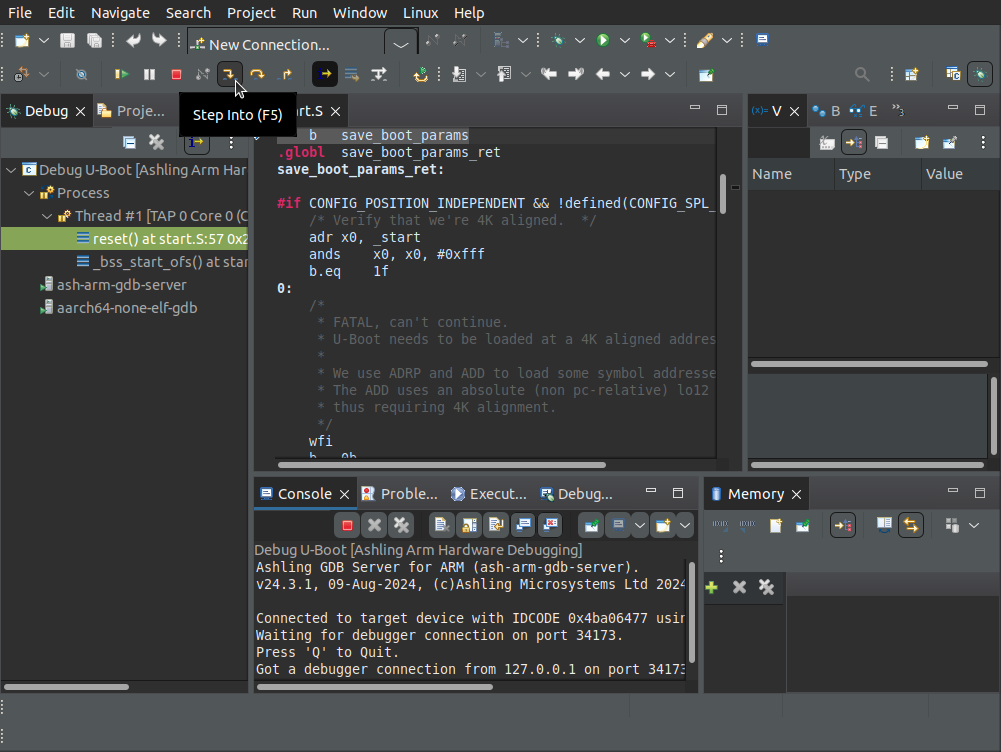 File Edit Navigate Search Project Run Window Linux Help
New Connection...
Debug
Proje...
Step Into (F5)
rt.S
V
B
E
3
b save_boot_params
.globl save_boot_params_ret
save_boot_params_ret:
#if CONFIG_POSITION_INDEPENDENT && !defined(CONFIG_SPL_
/* Verify that we're 4K aligned. */
adr x0, _start
ands x0, x0, #0xfff
b.eq 1f
0:
/*
* FATAL, can't continue.
* U-Boot needs to be loaded at a 4K aligned addres
*
* We use ADRP and ADD to load some symbol addresse
* The ADD uses an absolute (non pc-relative) lo12
* thus requiring 4K alignment.
*/
wfi
b 0b
Debug U-Boot [Ashling Arm Har
Process
Thread #1 [TAP 0 Core 0 (C
reset() at start.S:57 0x2
_bss_start_ofs() at star
ash-arm-gdb-server
aarch64-none-elf-gdb
Name Type Value
Console
Proble...
Execut...
Debug...
Memory
Debug U-Boot [Ashling Arm Hardware Debugging]
Ashling GDB Server for ARM (ash-arm-gdb-server).
v24.3.1, 09-Aug-2024, (c)Ashling Microsystems Ltd 2024
Connected to target device with IDCODE 0x4ba06477 usin
Waiting for debugger connection on port 34173.
Press 'Q' to Quit.
Got a debugger connection from 127.0.0.1 on port 34173